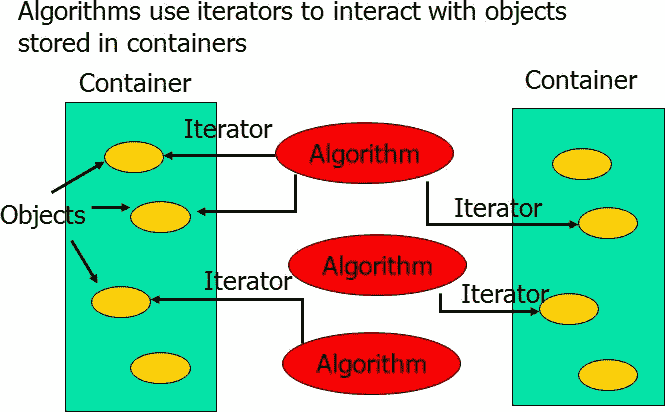 Algorithms use iterators to interact with objects
stored in containers
Container
Container
Iterator
Algorithm
Objects
Iterator
Algorithm
Iterator
Iterator
Algorithm